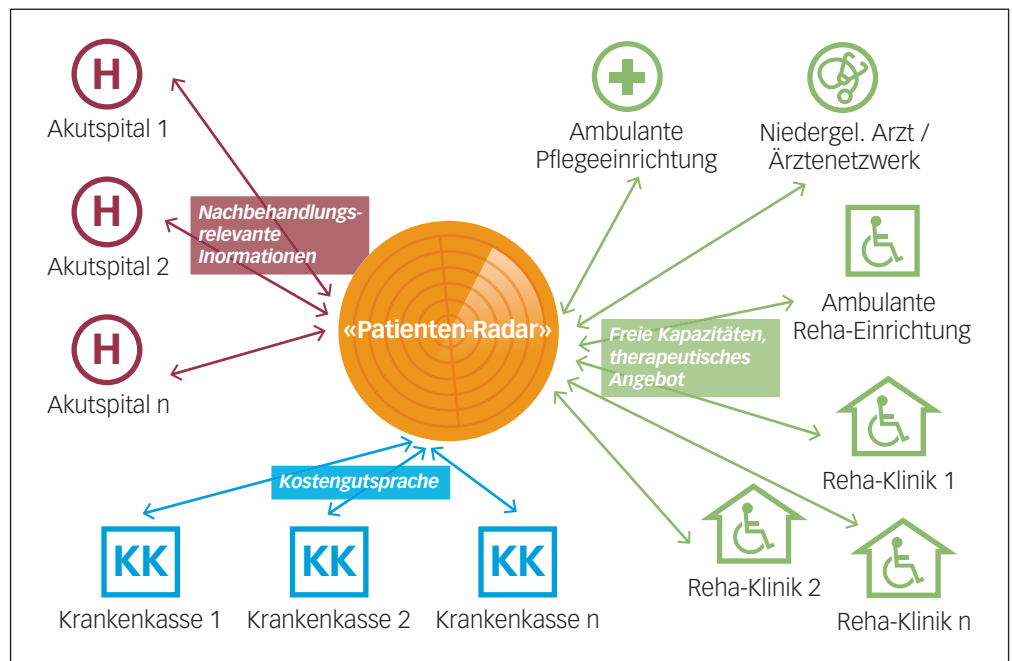 H
Akutspital 1
H
Akutspital 2
H
Akutspital n
Nachbehandlungs-
relevante
Inormationen
«Patienten-Radar»
Ambulante
Pflegeeinrichtung
Niedergel. Arzt /
Ärztenetzwerk
Ambulante
Reha-Einrichtung
Freie Kapazitäten,
therapeutisches
Angebot
Reha-Klinik 1
Reha-Klinik 2
Reha-Klinik n
Kostengutsprache
KK
Krankenkasse 1
KK
Krankenkasse 2
KK
Krankenkasse n